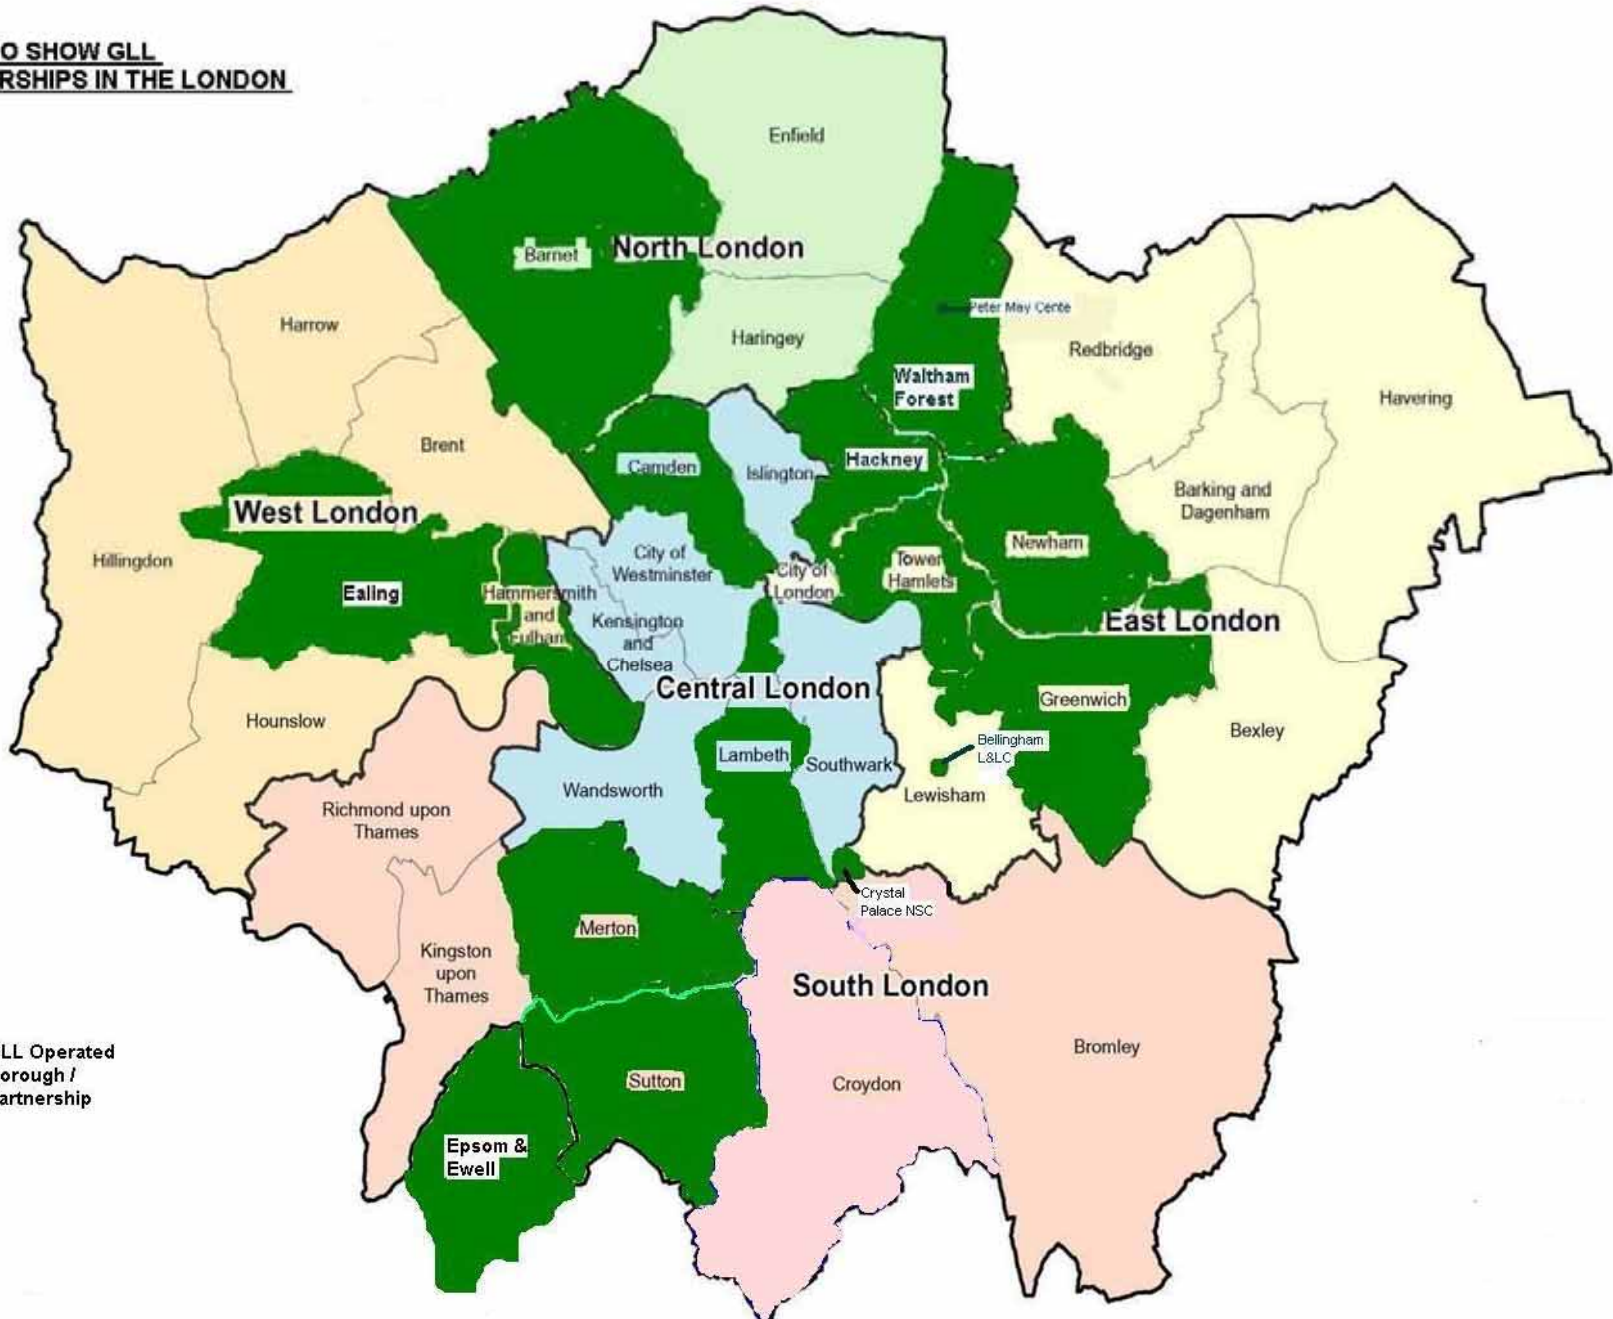 O SHOW GLL
RSHIPS IN THE LONDON
Enfield
Barnet
North London
Peter May Cente
Harrow
Haringey
Redbridge
Waltham
Forest
Havering
Brent
Camden
Islington
Hackney
Barking and
Dagenham
West London
Hillingdon
City of
Westminster
Newham
Tower
Hamlets
City of
London
Ealing
Hammersmith
and
Fulham
Kensington
and
Chelsea
East London
Central London
Greenwich
Hounslow
Bexley
Bellingham
L&LC
Lambeth
Southwark
Wandsworth
Lewisham
Richmond upon
Thames
Crystal
Palace NSC
Merton
Kingston
upon
Thames
South London
LL Operated
orough /
artnership
Bromley
Sutton
Croydon
Epsom &
Ewell